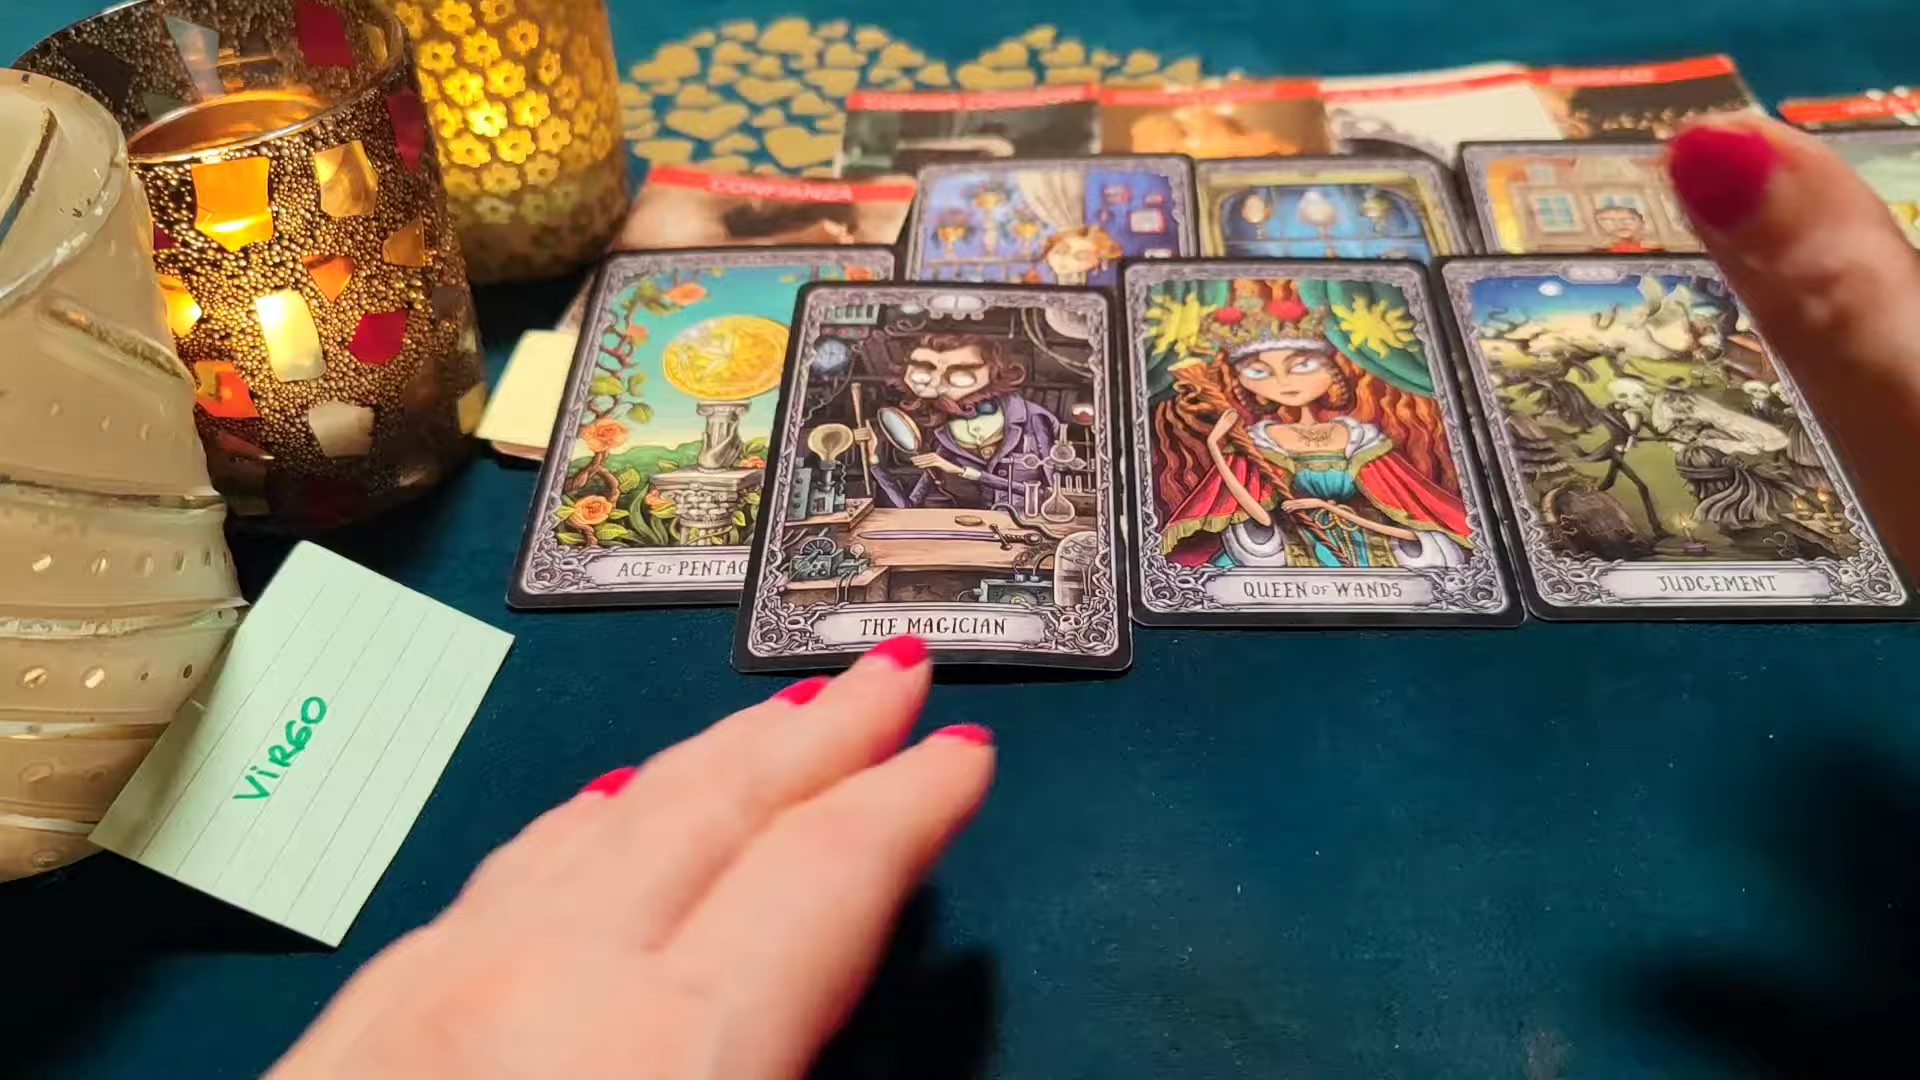 CONFIANZA
ACE OF PENTAC
THE MAGICIAN
QUEEN OF WANDS
JUDGEMENT
VIRGO